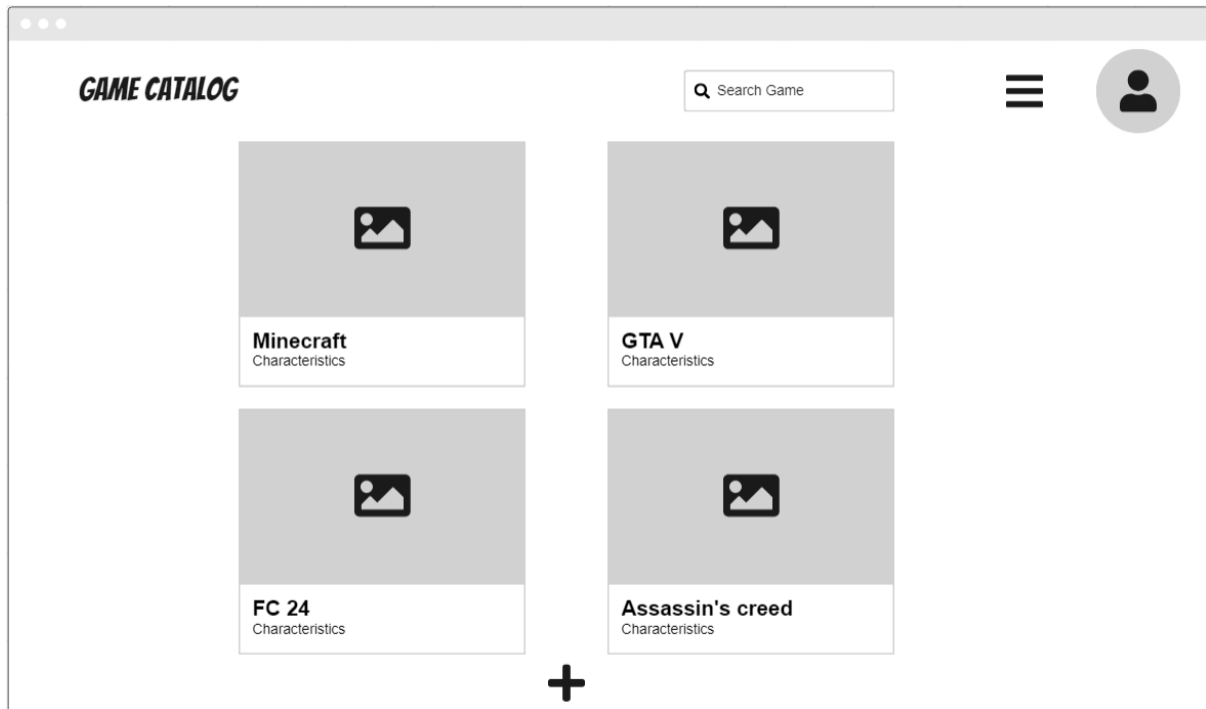 GAME CATALOG
Search Game
Minecraft
Characteristics
GTA V
Characteristics
FC 24
Characteristics
Assassin's creed
Characteristics